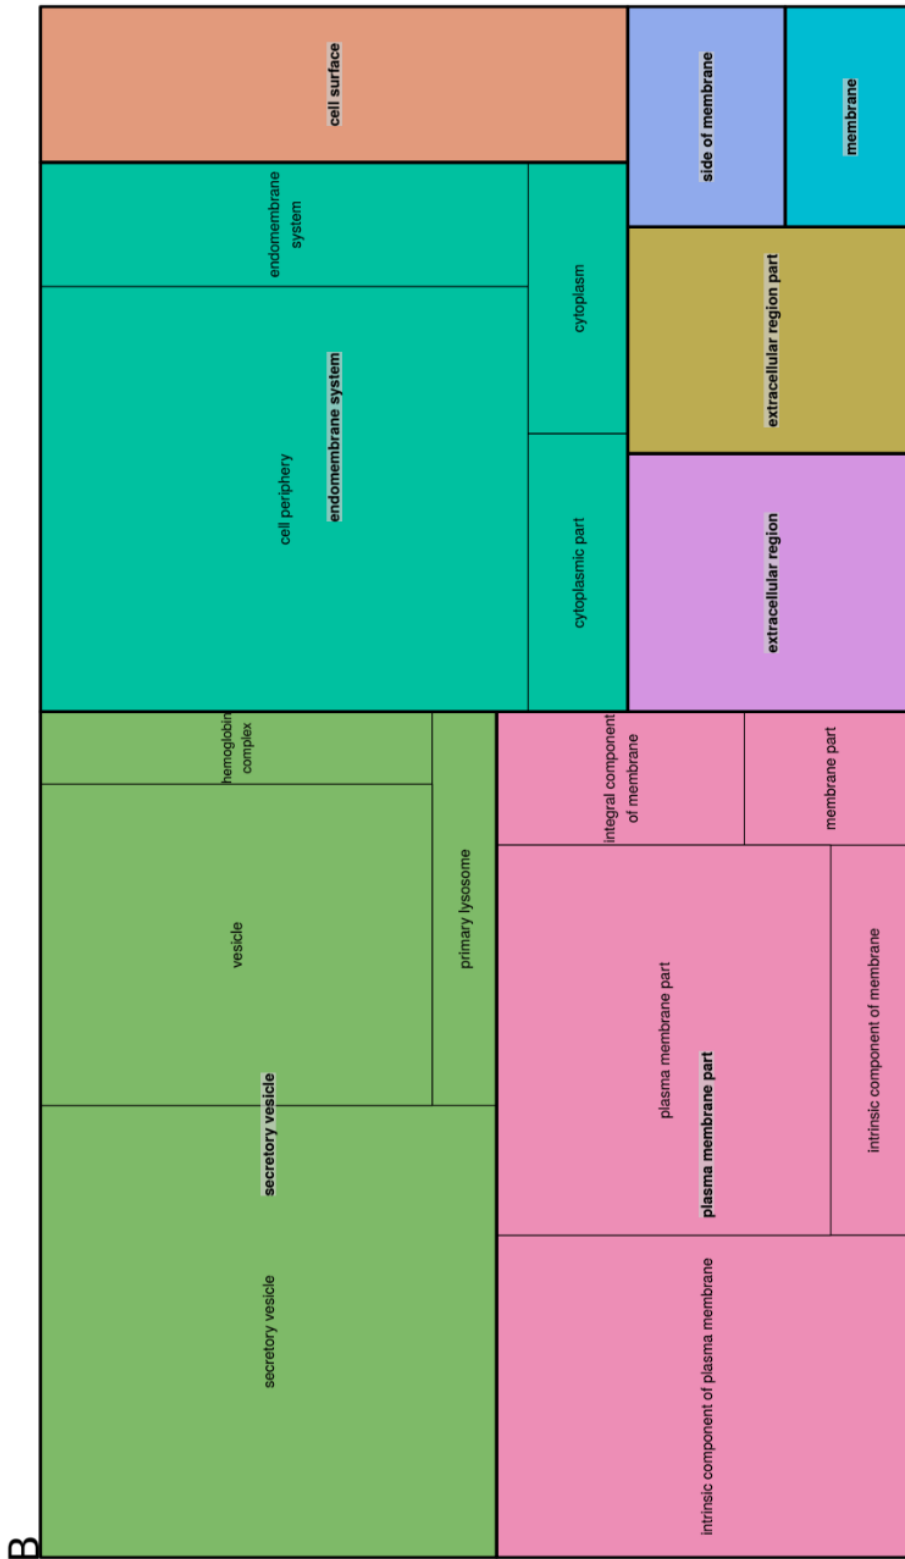 B
secretory vesicle
secretory vesicle
vesicle
hemoglobin
complex
primary lysosome
intrinsic component of plasma membrane
plasma membrane part
plasma membrane part
intrinsic component of membrane
integral component
of membrane
membrane part
cell periphery
endomembrane system
endomembrane
system
cytoplasmic part
cytoplasm
cell surface
extracellular region
extracellular region part
side of membrane
membrane